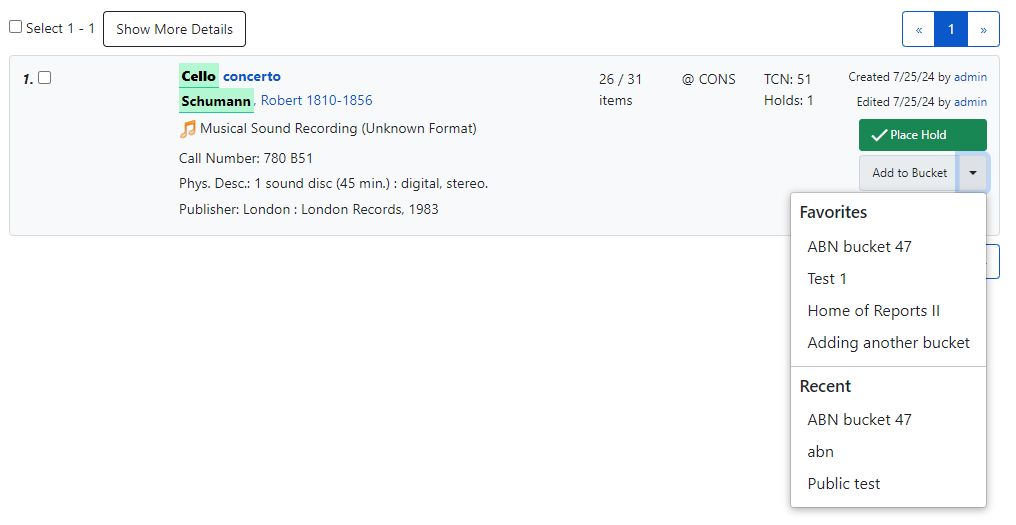 Select 1 - 1 Show More Details « 1 »
1. Cello concerto 26 / 31 items @ CONS TCN: 51 Holds: 1 Created 7/25/24 by admin
Schumann, Robert 1810-1856 Edited 7/25/24 by admin
Musical Sound Recording (Unknown Format) Place Hold
Call Number: 780 B51
Add to Bucket
Phys. Desc.: 1 sound disc (45 min.) : digital, stereo.
Publisher: London : London Records, 1983
Favorites
ABN bucket 47
Test 1
Home of Reports II
Adding another bucket
Recent
ABN bucket 47
abn
Public test